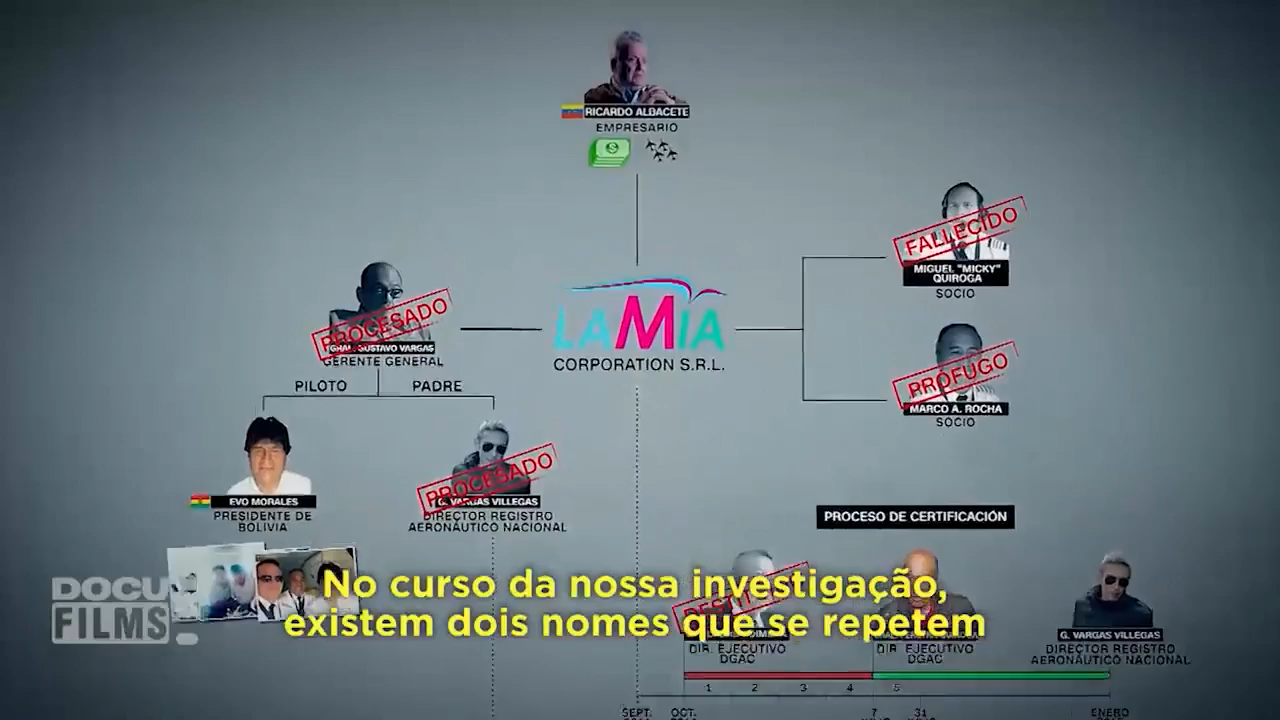 RICARDO ALBACETE
EMPRESARIO
FALLECIDO
MIGUEL "MICKY"
QUIROGA
SOCIO
PROCESADO
GRAL. GUSTAVO VARGAS
GERENTE GENERAL
LAMIA
CORPORATION S.R.L.
PRÓFUGO
MARCO A. ROCHA
SOCIO
PILOTO
PADRE
EVO MORALES
PRESIDENTE DE
BOLIVIA
PROCESADO
G. VARGAS VILLEGAS
DIRECTOR REGISTRO
AERONÁUTICO NACIONAL
PROCESO DE CERTIFICACIÓN
DOCU
FILMS.
No curso da nossa investigação,
existem dois nomes que se repetem
DIR. EJECUTIVO
DGAC
DIR. EJECUTIVO
DGAC
G. VARGAS VILLEGAS
DIRECTOR REGISTRO
AERONÁUTICO NACIONAL
1 2 3 4 5
SEPT. OCT. 7 31 ENERO